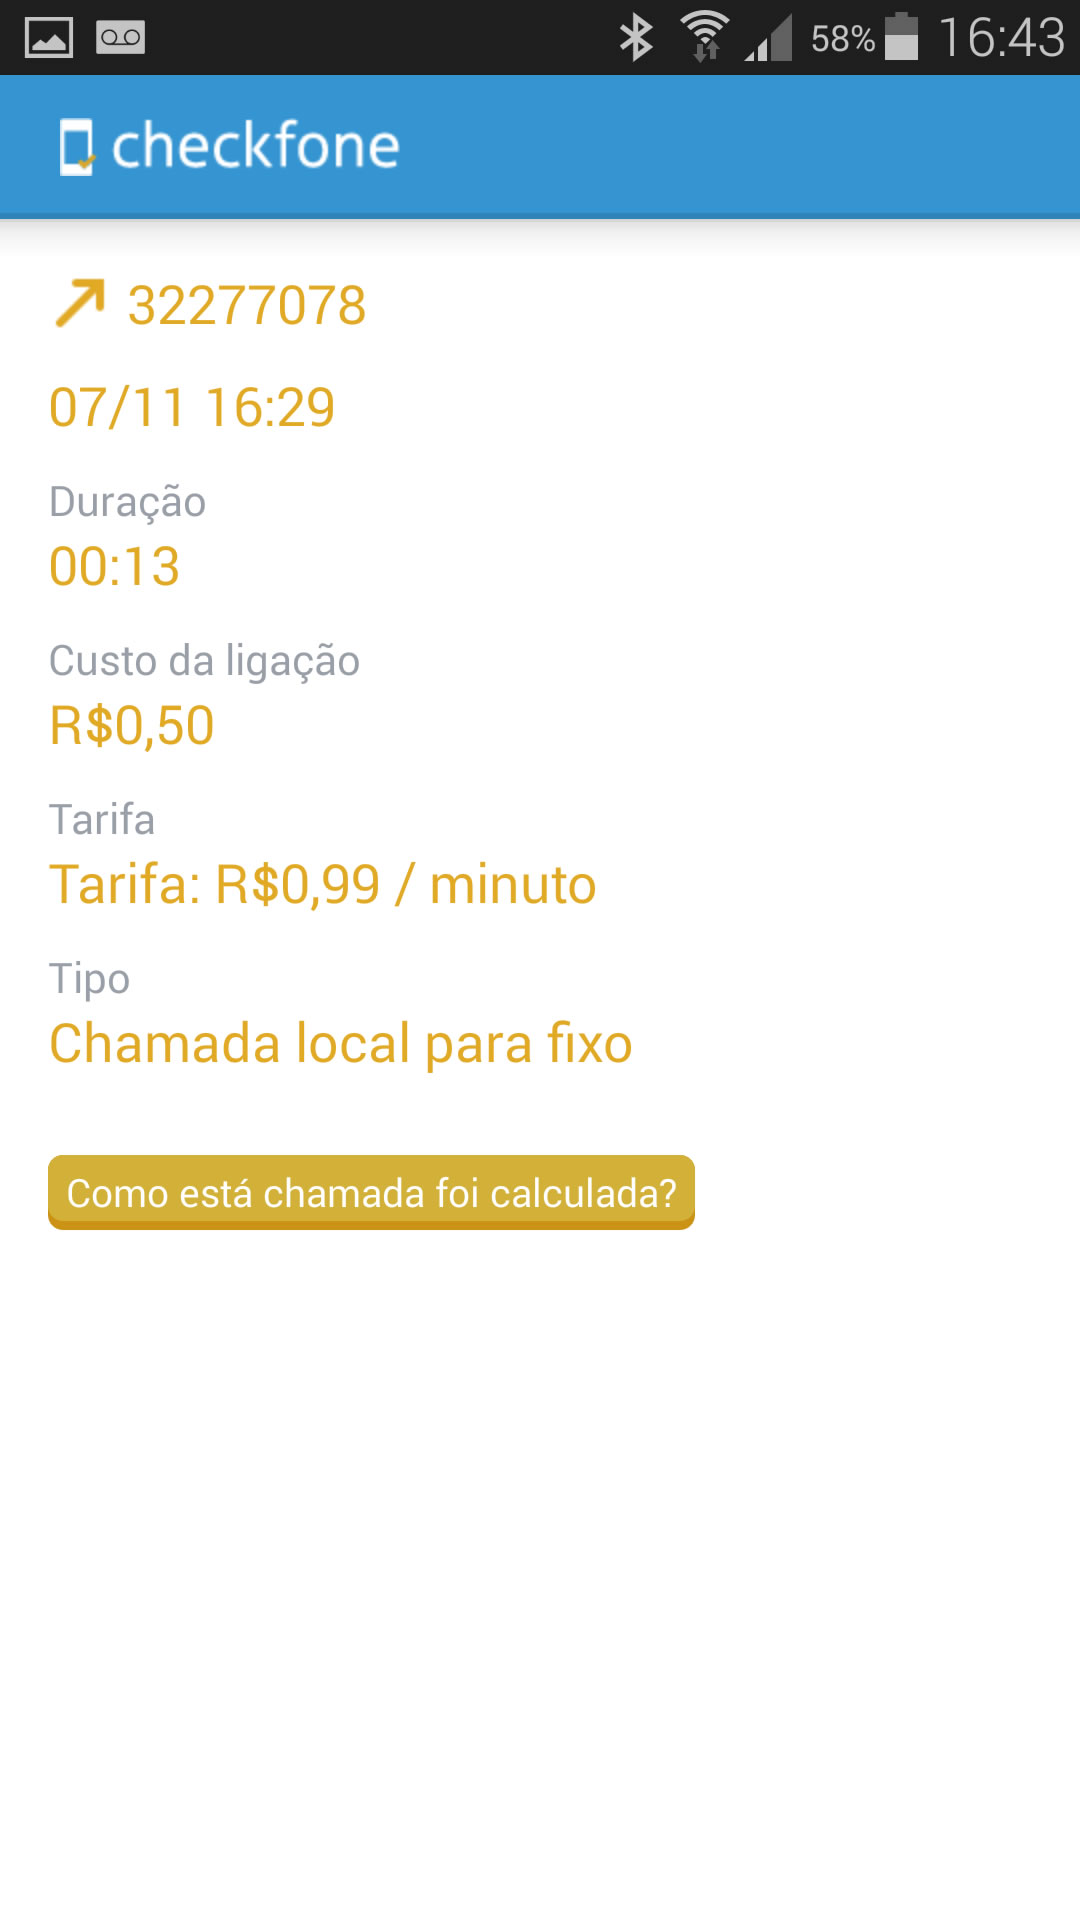 58% 16:43
checkfone
32277078
07/11 16:29
Duração
00:13
Custo da ligação
R$0,50
Tarifa
Tarifa: R$0,99 / minuto
Tipo
Chamada local para fixo
Como está chamada foi calculada?